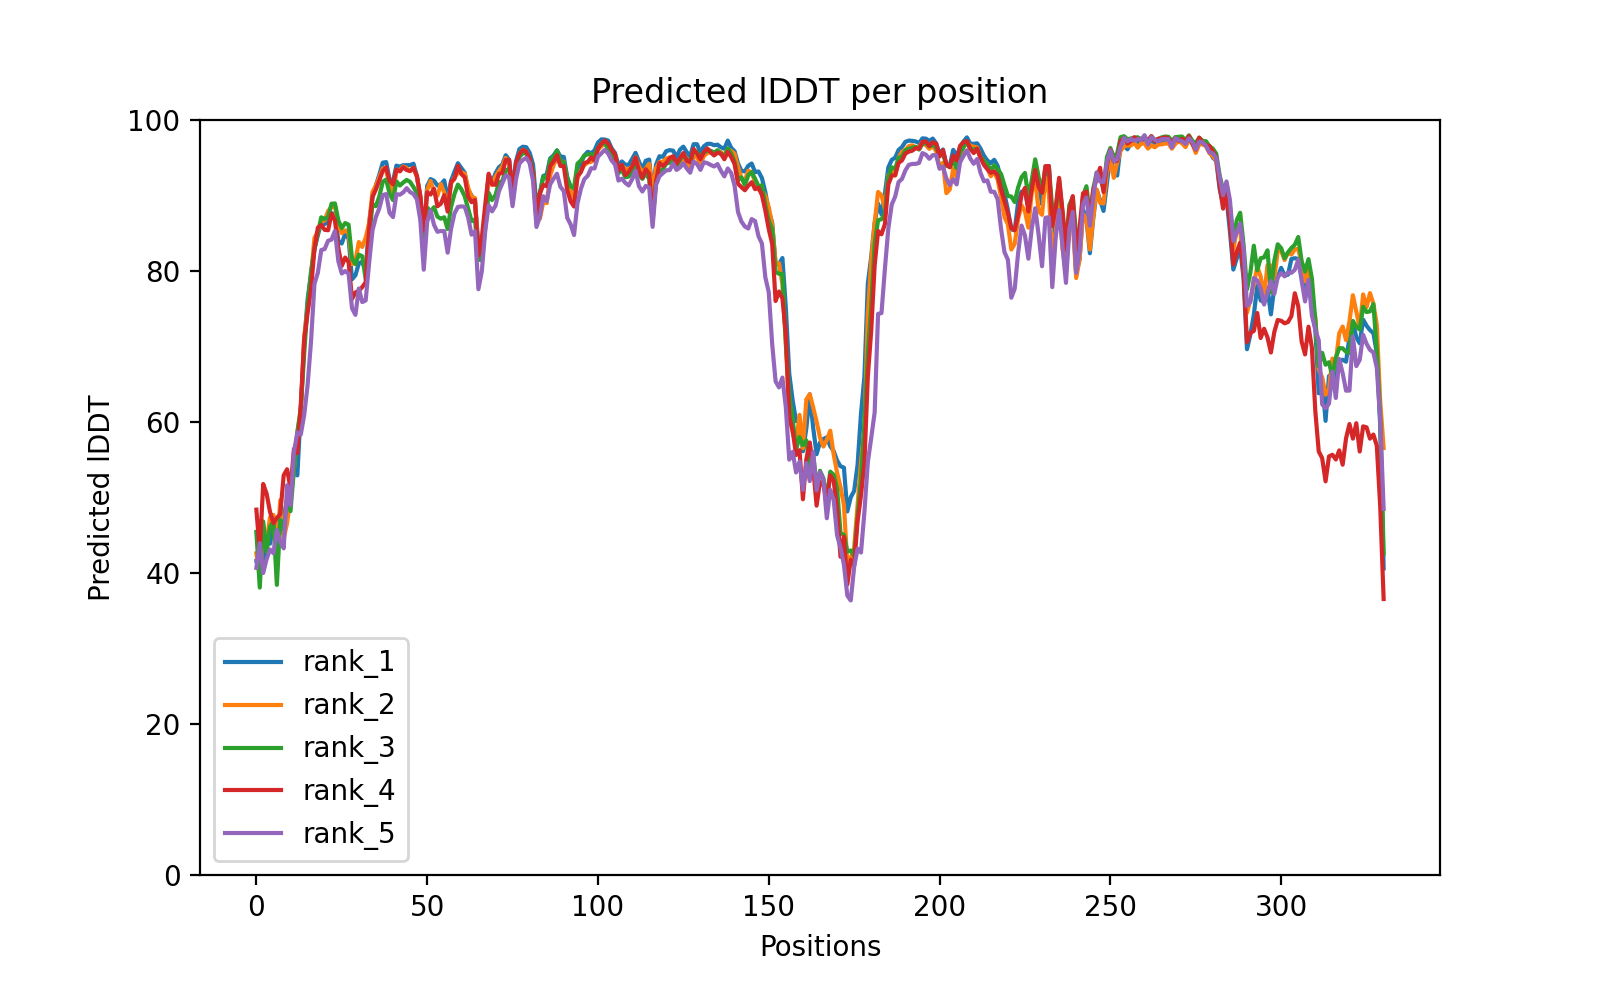 Predicted lDDT per position
100
80
60
40
20
0
Predicted lDDT
rank_1
rank_2
rank_3
rank_4
rank_5
0 50 100 150 200 250 300
Positions